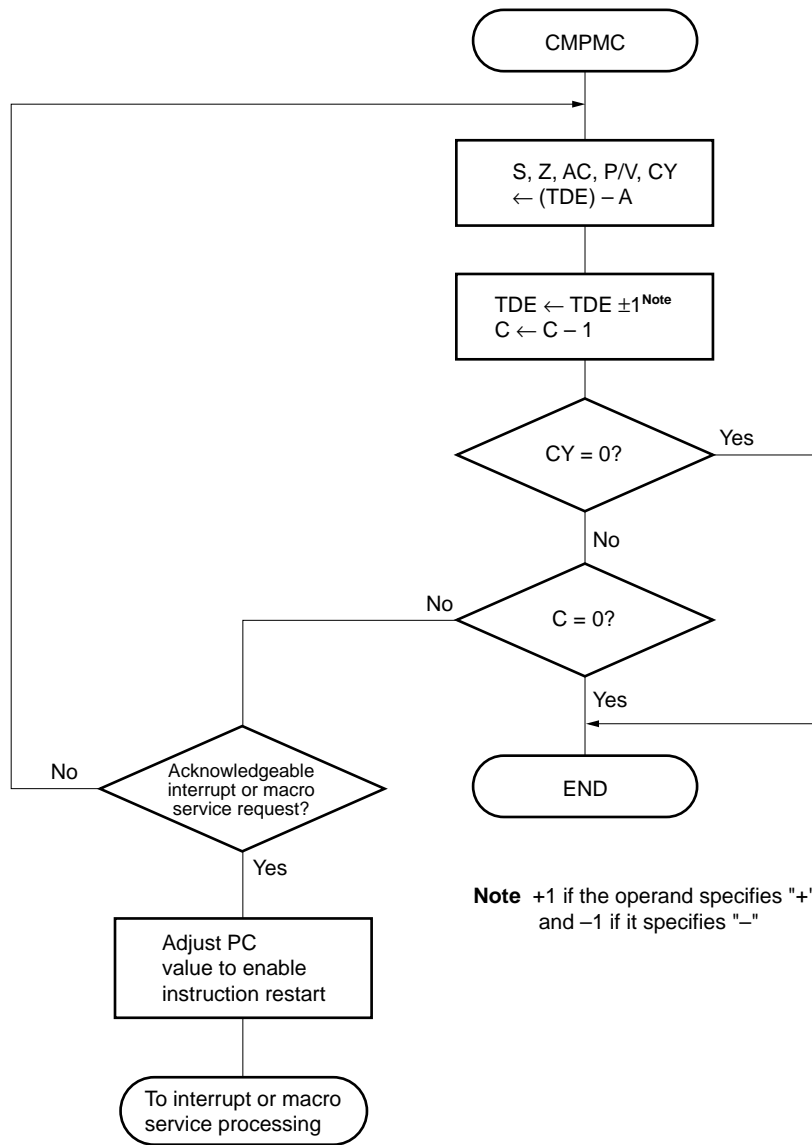 CMPMC
S, Z, AC, P/V, CY
← (TDE) – A
TDE ← TDE ±1Note
C ← C – 1
CY = 0?
Yes
No
C = 0?
No
Yes
Acknowledgeable
interrupt or macro
service request?
No
Yes
END
Note +1 if the operand specifies "+"
and –1 if it specifies "–"
Adjust PC
value to enable
instruction restart
To interrupt or macro
service processing